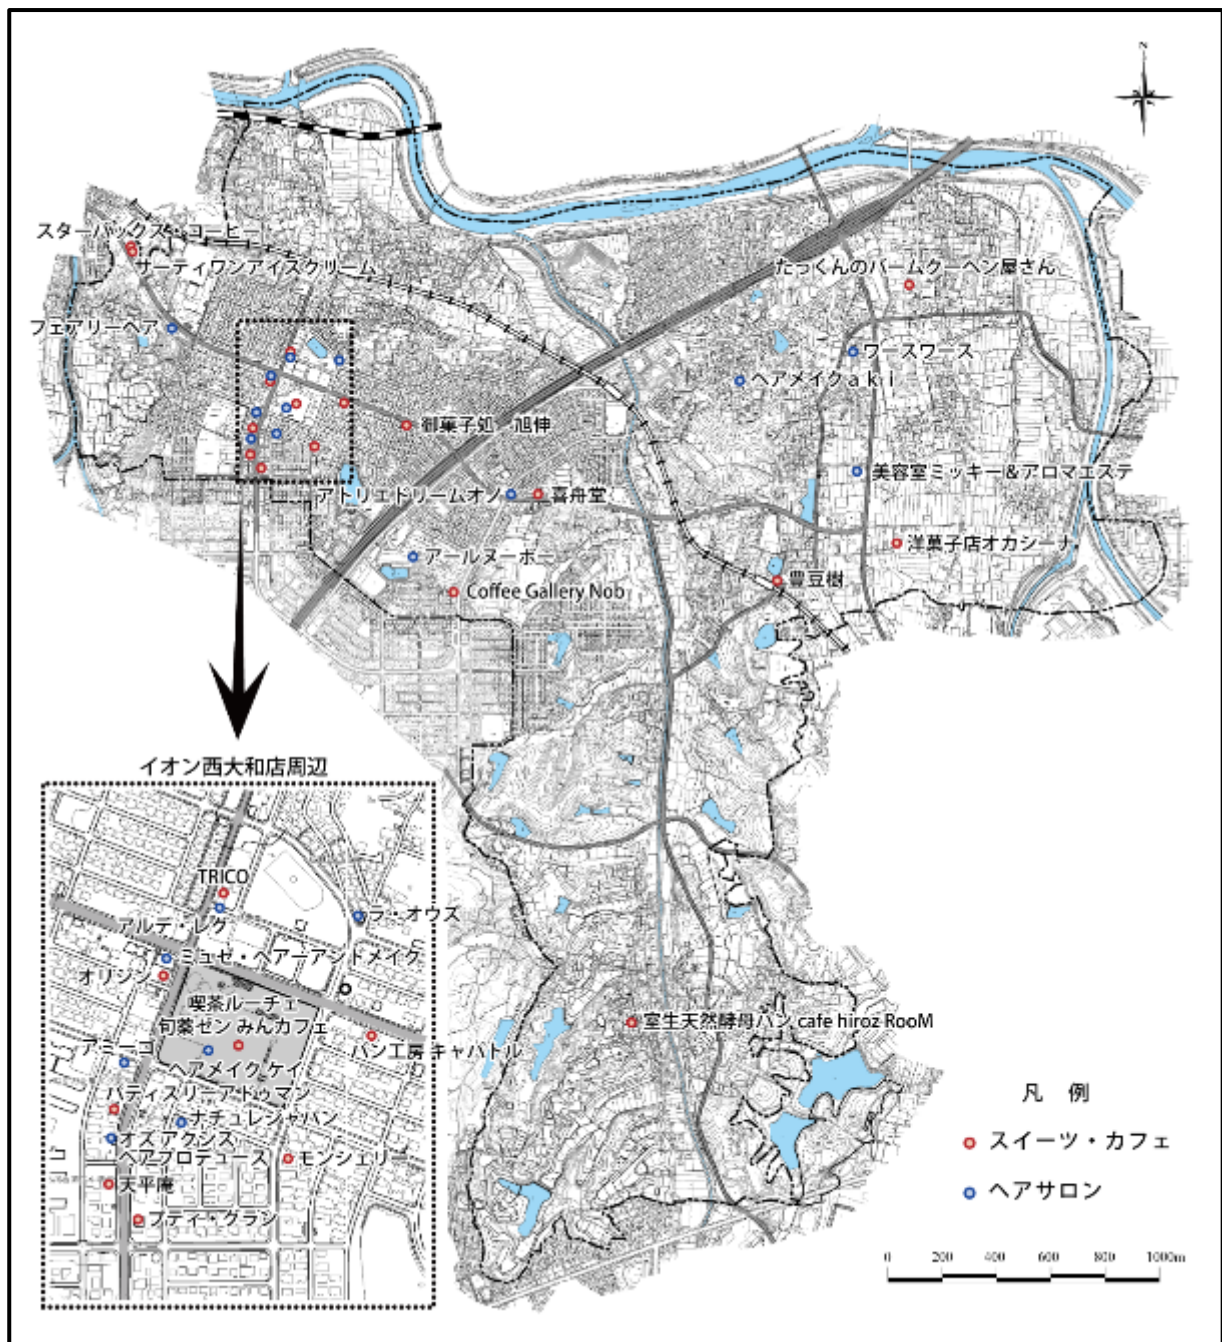 N
スターバックス・コーヒー
サーティワンアイスクリーム
たっくんのバームクーヘン屋さん
フェアリーヘア
ワースワース
ヘアメイクａｋｉ
御菓子処　旭伸
美容室ミッキー＆アロマエステ
アトリエドリームオノ
喜舟堂
洋菓子店オカシーナ
アールヌーボー
豊豆樹
Coffee Gallery Nob
イオン西大和店周辺
TRICO
アルテ・レグ
ラ・オウス
ミュゼ・ヘアーアンドメイク
オリジン
喫茶ルーチェ
旬菜ゼン みんカフェ
パン工房 キャパトル
アミーゴ
ヘアメイクケイ
パティスリーアドゥマン
ナチュレジャパン
オズ アクシス
ヘアプロデュース
モンシェリー
天平庵
プティ・グラン
室生天然酵母パン cafe hiroz RooM
凡　例
スイーツ・カフェ
ヘアサロン
0 200 400 600 800 1000m